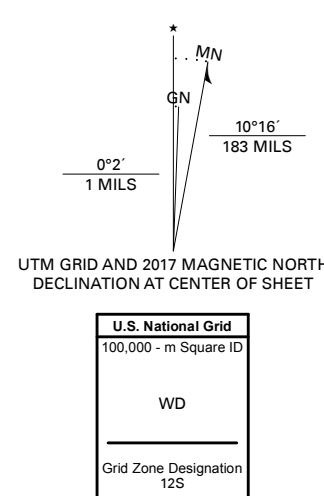 ★
MN
GN
10°16´
183 MILS
0°2´
1 MILS
UTM GRID AND 2017 MAGNETIC NORTH
DECLINATION AT CENTER OF SHEET
U.S. National Grid
100,000 - m Square ID
WD
Grid Zone Designation
12S